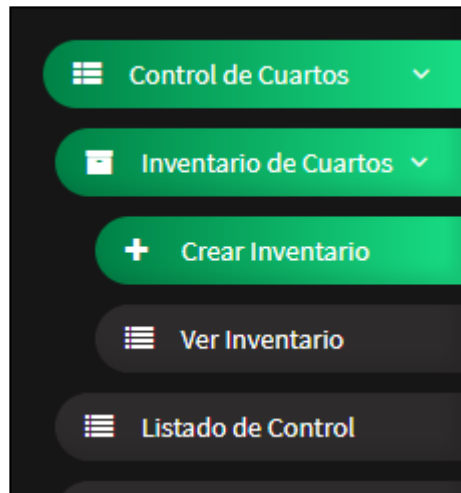 Control de Cuartos
Inventario de Cuartos
Crear Inventario
Ver Inventario
Listado de Control